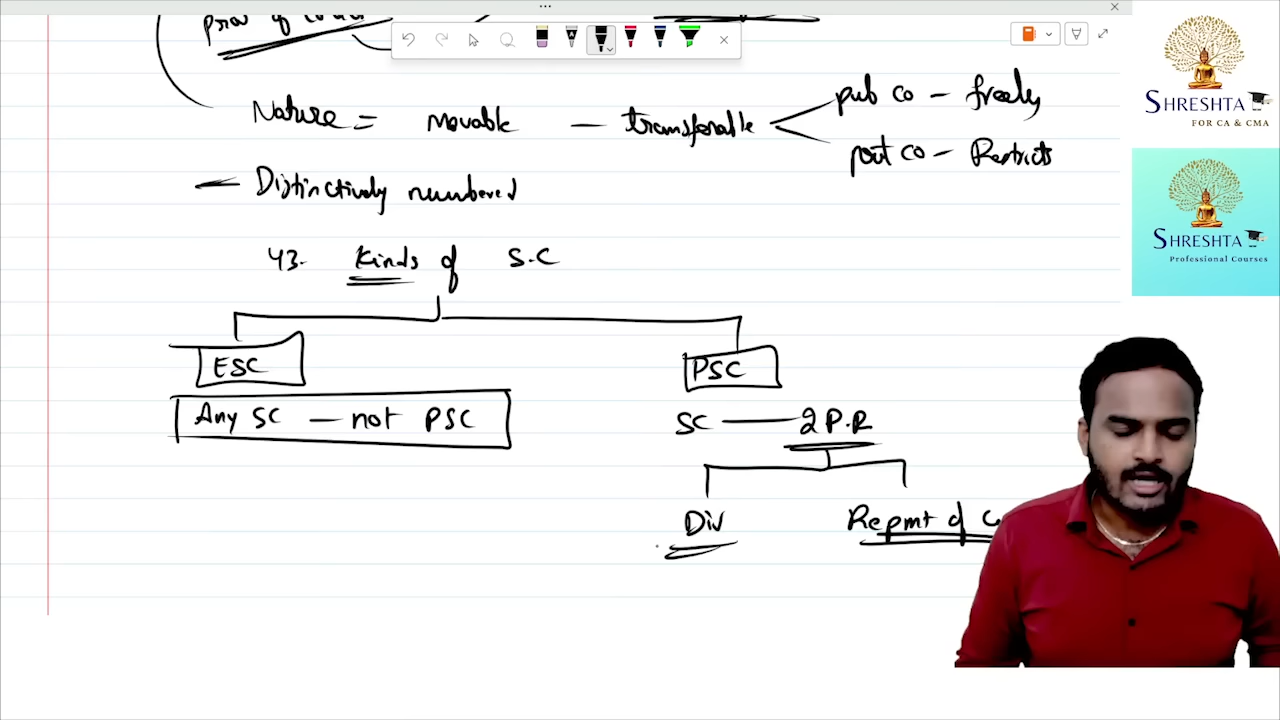 Nature = movable — transferable
pub co — freely
pvt co — Restricts
— Distinctively numbered
43. Kinds of S.C
ESC
PSC
Any SC — not PSC
SC — 2 P.R
Div
Repmt of C
SHRESHTA
FOR CA & CMA
SHRESHTA
Professional Courses